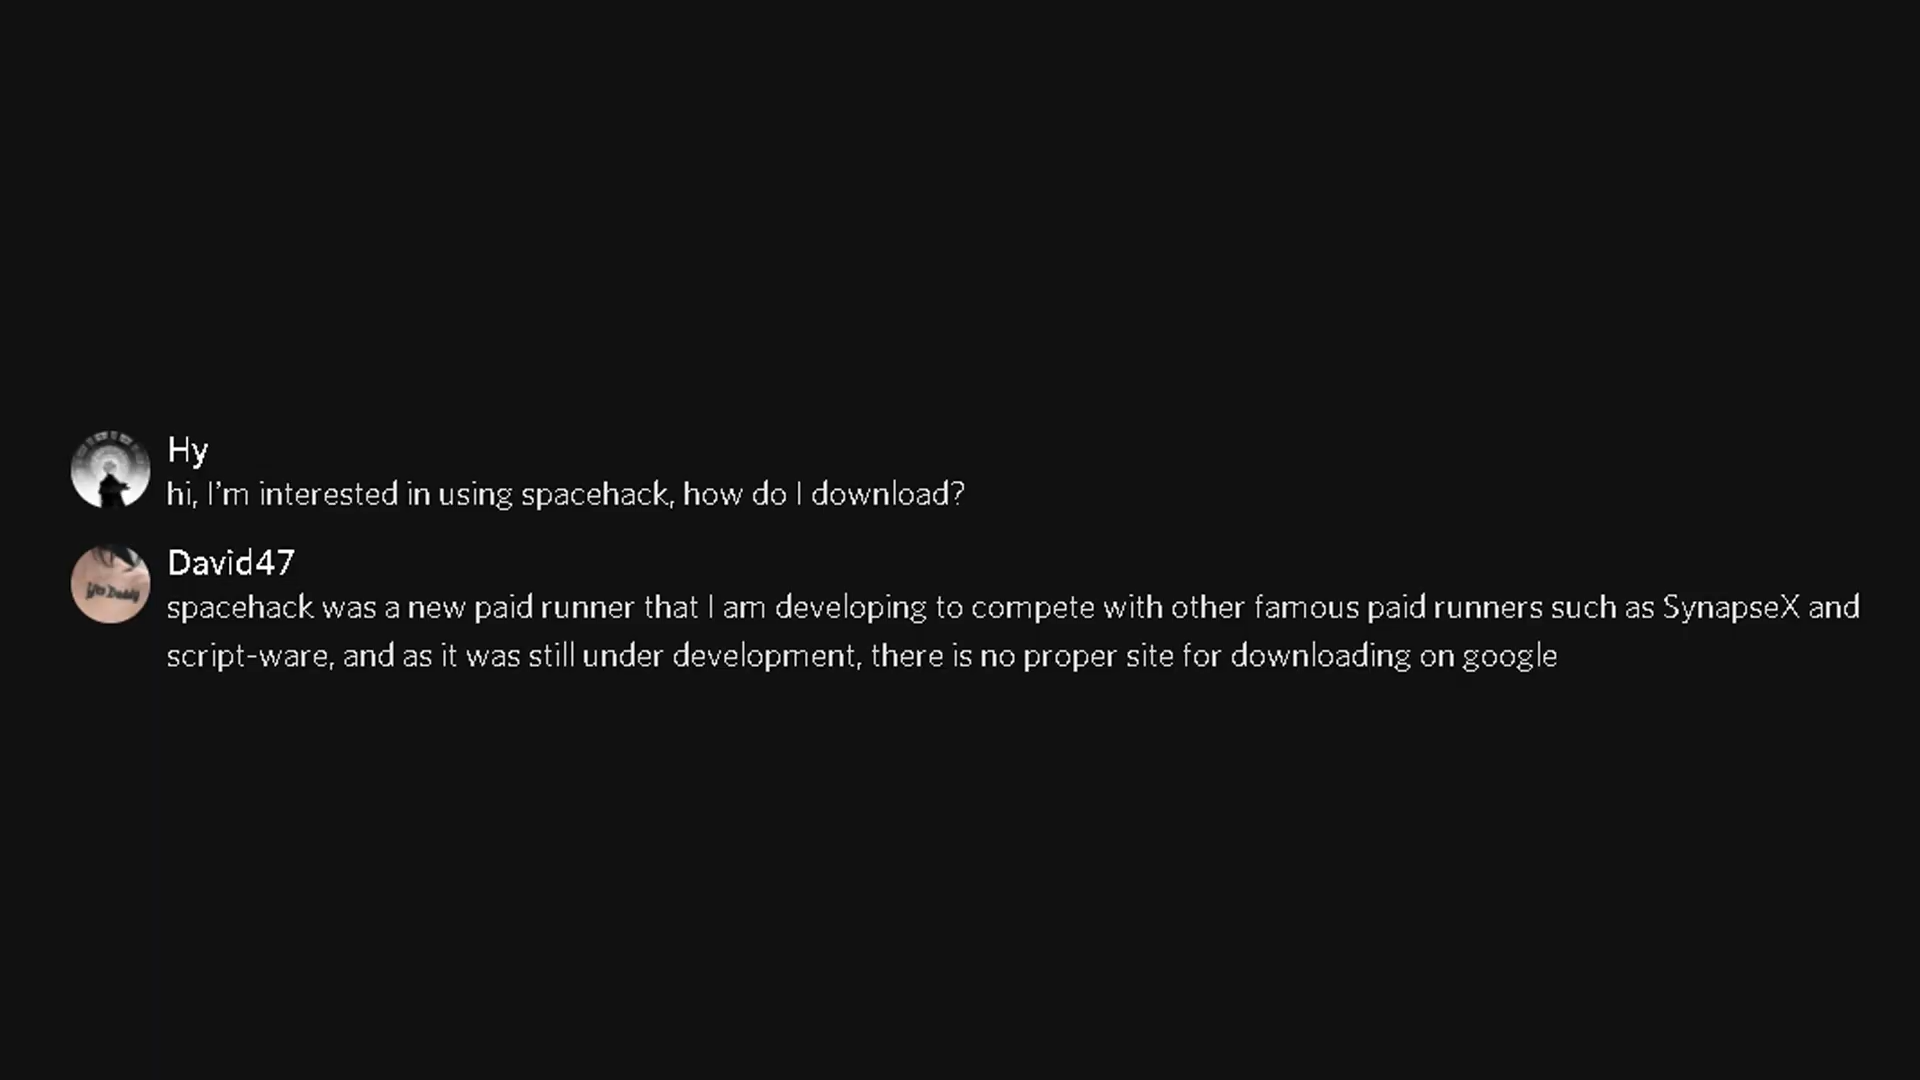 Hy
hi, I'm interested in using spacehack, how do I download?
David47
Yes Daddy
spacehack was a new paid runner that I am developing to compete with other famous paid runners such as SynapseX and
script-ware, and as it was still under development, there is no proper site for downloading on google